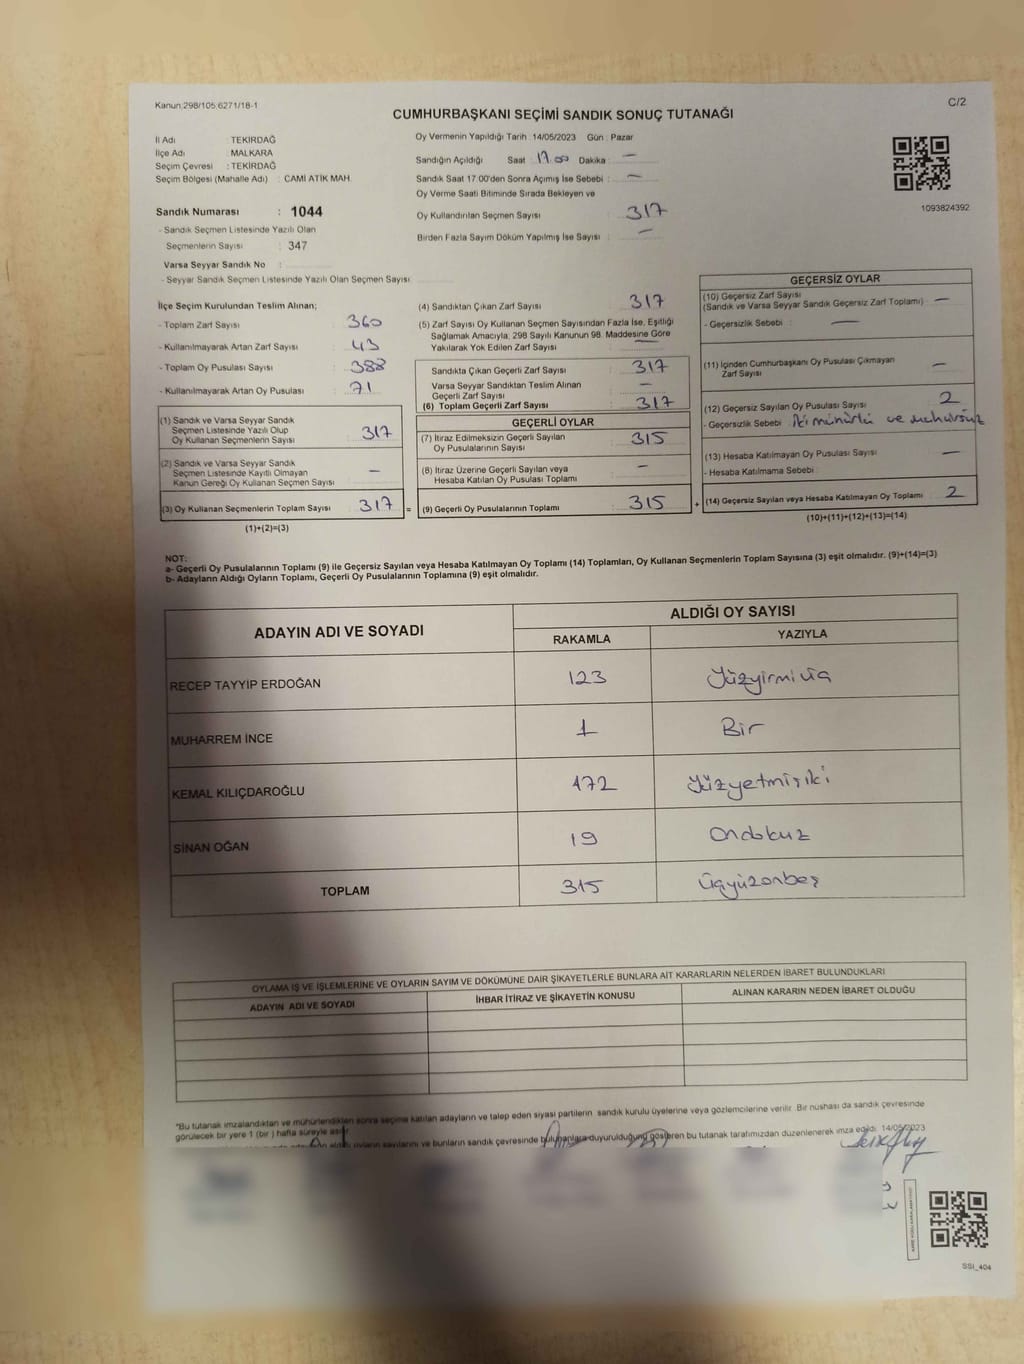 Kanun:298/105,6271/18-1
C/2
CUMHURBAŞKANI SEÇİMİ SANDIK SONUÇ TUTANAĞI
İl Adı : TEKİRDAĞ
İlçe Adı : MALKARA
Seçim Çevresi : TEKİRDAĞ
Seçim Bölgesi (Mahalle Adı) : CAMİ ATİK MAH.
Sandık Numarası : 1044
- Sandık Seçmen Listesinde Yazılı Olan
Seçmenlerin Sayısı : 347
Varsa Seyyar Sandık No :
- Seyyar Sandık Seçmen Listesinde Yazılı Olan Seçmen Sayısı
Oy Vermenin Yapıldığı Tarih : 14/05/2023 Gün : Pazar
Sandığın Açıldığı Saat : 17.00 Dakika : —
Sandık Saat 17.00'den Sonra Açılmış İse Sebebi : —
Oy Verme Saati Bitiminde Sırada Bekleyen ve
Oy Kullandırılan Seçmen Sayısı : 317
Birden Fazla Sayım Döküm Yapılmış İse Sayısı : —
1093824392
İlçe Seçim Kurulundan Teslim Alınan;
- Toplam Zarf Sayısı : 360
- Kullanılmayarak Artan Zarf Sayısı : 43
- Toplam Oy Pusulası Sayısı : 388
- Kullanılmayarak Artan Oy Pusulası : 71
(1) Sandık ve Varsa Seyyar Sandık
Seçmen Listesinde Yazılı Olup
Oy Kullanan Seçmenlerin Sayısı : 317
(2) Sandık ve Varsa Seyyar Sandık
Seçmen Listesinde Kayıtlı Olmayan
Kanun Gereği Oy Kullanan Seçmen Sayısı : —
(3) Oy Kullanan Seçmenlerin Toplam Sayısı : 317 =
(1)+(2)=(3)
(4) Sandıktan Çıkan Zarf Sayısı : 317
(5) Zarf Sayısı Oy Kullanan Seçmen Sayısından Fazla İse, Eşitliği
Sağlamak Amacıyla, 298 Sayılı Kanunun 98. Maddesine Göre
Yakılarak Yok Edilen Zarf Sayısı : —
Sandıkta Çıkan Geçerli Zarf Sayısı : 317
Varsa Seyyar Sandıktan Teslim Alınan
Geçerli Zarf Sayısı : —
(6) Toplam Geçerli Zarf Sayısı : 317
GEÇERLİ OYLAR
(7) İtiraz Edilmeksizin Geçerli Sayılan
Oy Pusulalarının Sayısı : 315
(8) İtiraz Üzerine Geçerli Sayılan veya
Hesaba Katılan Oy Pusulası Toplamı : —
(9) Geçerli Oy Pusulalarının Toplamı : 315 +
GEÇERSİZ OYLAR
(10) Geçersiz Zarf Sayısı
(Sandık ve Varsa Seyyar Sandık Geçersiz Zarf Toplamı) : —
- Geçersizlik Sebebi : —
(11) İçinden Cumhurbaşkanı Oy Pusulası Çıkmayan
Zarf Sayısı : —
(12) Geçersiz Sayılan Oy Pusulası Sayısı : 2
- Geçersizlik Sebebi : İki mühürlü ve mühürsüz
(13) Hesaba Katılmayan Oy Pusulası Sayısı : —
- Hesaba Katılmama Sebebi :
(14) Geçersiz Sayılan veya Hesaba Katılmayan Oy Toplamı : 2
(10)+(11)+(12)+(13)=(14)
NOT:
a- Geçerli Oy Pusulalarının Toplamı (9) ile Geçersiz Sayılan veya Hesaba Katılmayan Oy Toplamı (14) Toplamları, Oy Kullanan Seçmenlerin Toplam Sayısına (3) eşit olmalıdır. (9)+(14)=(3)
b- Adayların Aldığı Oyların Toplamı, Geçerli Oy Pusulalarının Toplamına (9) eşit olmalıdır.
ADAYIN ADI VE SOYADI
ALDIĞI OY SAYISI
RAKAMLA YAZIYLA
RECEP TAYYİP ERDOĞAN 123 Yüzyirmiüç
MUHARREM İNCE 1 Bir
KEMAL KILIÇDAROĞLU 172 Yüzyetmişiki
SİNAN OĞAN 19 Ondokuz
TOPLAM 315 Üçyüzonbeş
OYLAMA İŞ VE İŞLEMLERİNE VE OYLARIN SAYIM VE DÖKÜMÜNE DAİR ŞİKAYETLERLE BUNLARA AİT KARARLARIN NELERDEN İBARET BULUNDUKLARI
ADAYIN ADI VE SOYADI İHBAR İTİRAZ VE ŞİKAYETİN KONUSU ALINAN KARARIN NEDEN İBARET OLDUĞU
*Bu tutanak imzalandıktan ve mühürlendikten sonra seçime katılan adayların ve talep eden siyasi partilerin sandık kurulu üyelerine veya gözlemcilerine verilir. Bir nüshası da sandık çevresinde
görülecek bir yere 1 (bir) hafta süreyle asılır.
oyların sayılarını ve bunların sandık çevresinde bulunanlara duyurulduğunu gösteren bu tutanak tarafımızdan düzenlenerek imza edildi. 14/05/2023
SSI_404